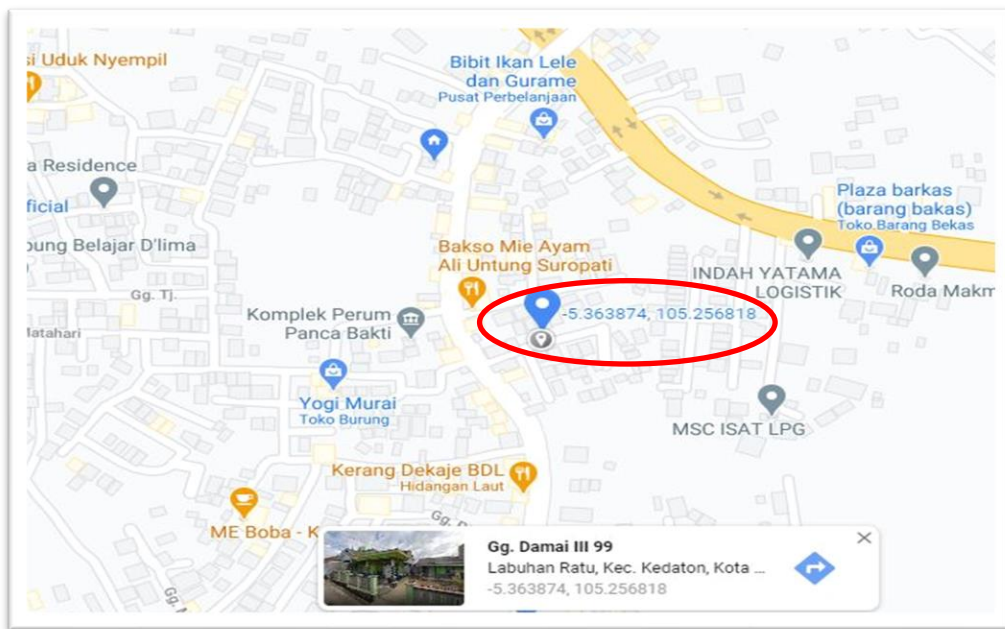 si Uduk Nyempil
Bibit Ikan Lele
dan Gurame
Pusat Perbelanjaan
a Residence
ficial
Plaza barkas
(barang bakas)
Toko Barang Bekas
Belajar D'lima
Bakso Mie Ayam
Ali Untung Suropati
INDAH YATAMA
LOGISTIK
Roda Makm
Gg. Tj.
Komplek Perum
Panca Bakti
-5.363874, 105.256818
Matahari
Yogi Murai
Toko Burung
MSC ISAT LPG
Kerang Dekaje BDL
Hidangan Laut
ME Boba - K
Gg.
Gg. Damai III 99
Labuhan Ratu, Kec. Kedaton, Kota ...
-5.363874, 105.256818
Gg.